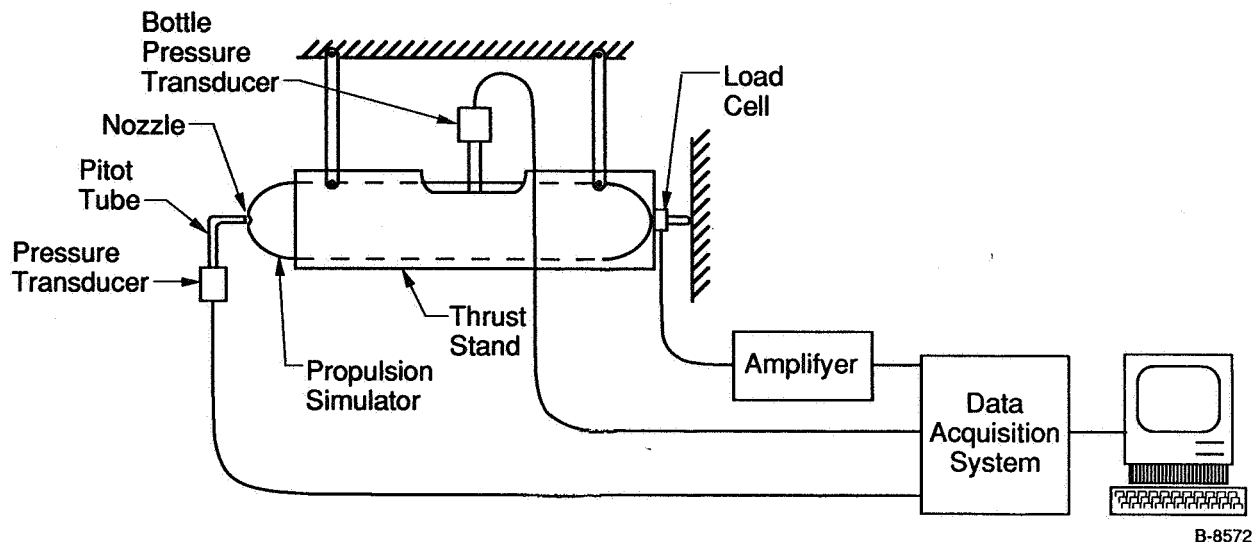 Bottle
Pressure
Transducer
Load
Cell
Nozzle
Pitot
Tube
Pressure
Transducer
Thrust
Stand
Propulsion
Simulator
Amplifyer
Data
Acquisition
System
B-8572